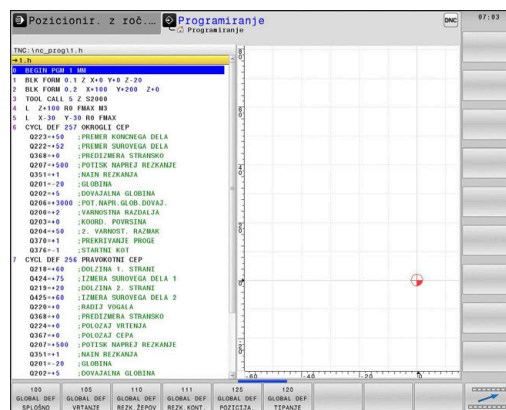 Pozicionir. z roč.…
Programiranje
Programiranje
DNC
07:03
TNC:\nc_prog\1.h
→1.h
0 BEGIN PGM 1 MM
1 BLK FORM 0.1 Z X+0 Y+0 Z-20
2 BLK FORM 0.2 X+100 Y+200 Z+0
3 TOOL CALL 5 Z S2000
4 L Z+100 R0 FMAX M3
5 L X-30 Y-30 R0 FMAX
6 CYCL DEF 257 OKROGLI CEP
Q223=+50 ;PREMER KONCNEGA DELA
Q222=+52 ;PREMER SUROVEGA DELA
Q368=+0 ;PREDIZMERA STRANSKO
Q207=+500 ;POTISK NAPREJ REZKANJE
Q351=+1 ;NAIN REZKANJA
Q201=-20 ;GLOBINA
Q202=+5 ;DOVAJALNA GLOBINA
Q206=+3000 ;POT.NAPR.GLOB.DOVAJ.
Q200=+2 ;VARNOSTNA RAZDALJA
Q203=+0 ;KOORD. POVRSINA
Q204=+50 ;2. VARNOST. RAZMAK
Q370=+1 ;PREKRIVANJE PROGE
Q376=-1 ;STARTNI KOT
7 CYCL DEF 256 PRAVOKOTNI CEP
Q218=+60 ;DOLZINA 1. STRANI
Q424=+75 ;IZMERA SUROVEGA DELA 1
Q219=+20 ;DOLZINA 2. STRANI
Q425=+60 ;IZMERA SUROVEGA DELA 2
Q220=+0 ;RADIJ VOGALA
Q368=+0 ;PREDIZMERA STRANSKO
Q224=+0 ;POLOZAJ VRTENJA
Q367=+0 ;POLOZAJ CEPA
Q207=+500 ;POTISK NAPREJ REZKANJE
Q351=+1 ;NAIN REZKANJA
Q201=-20 ;GLOBINA
Q202=+5 ;DOVAJALNA GLOBINA
-60 -40 -20 0
100 GLOBAL DEF SPLOŠNO
105 GLOBAL DEF VRTANJE
110 GLOBAL DEF REZK. ŽEPOV
111 GLOBAL DEF REZK. KONT.
125 GLOBAL DEF POZICIJA.
120 GLOBAL DEF TIPANJE